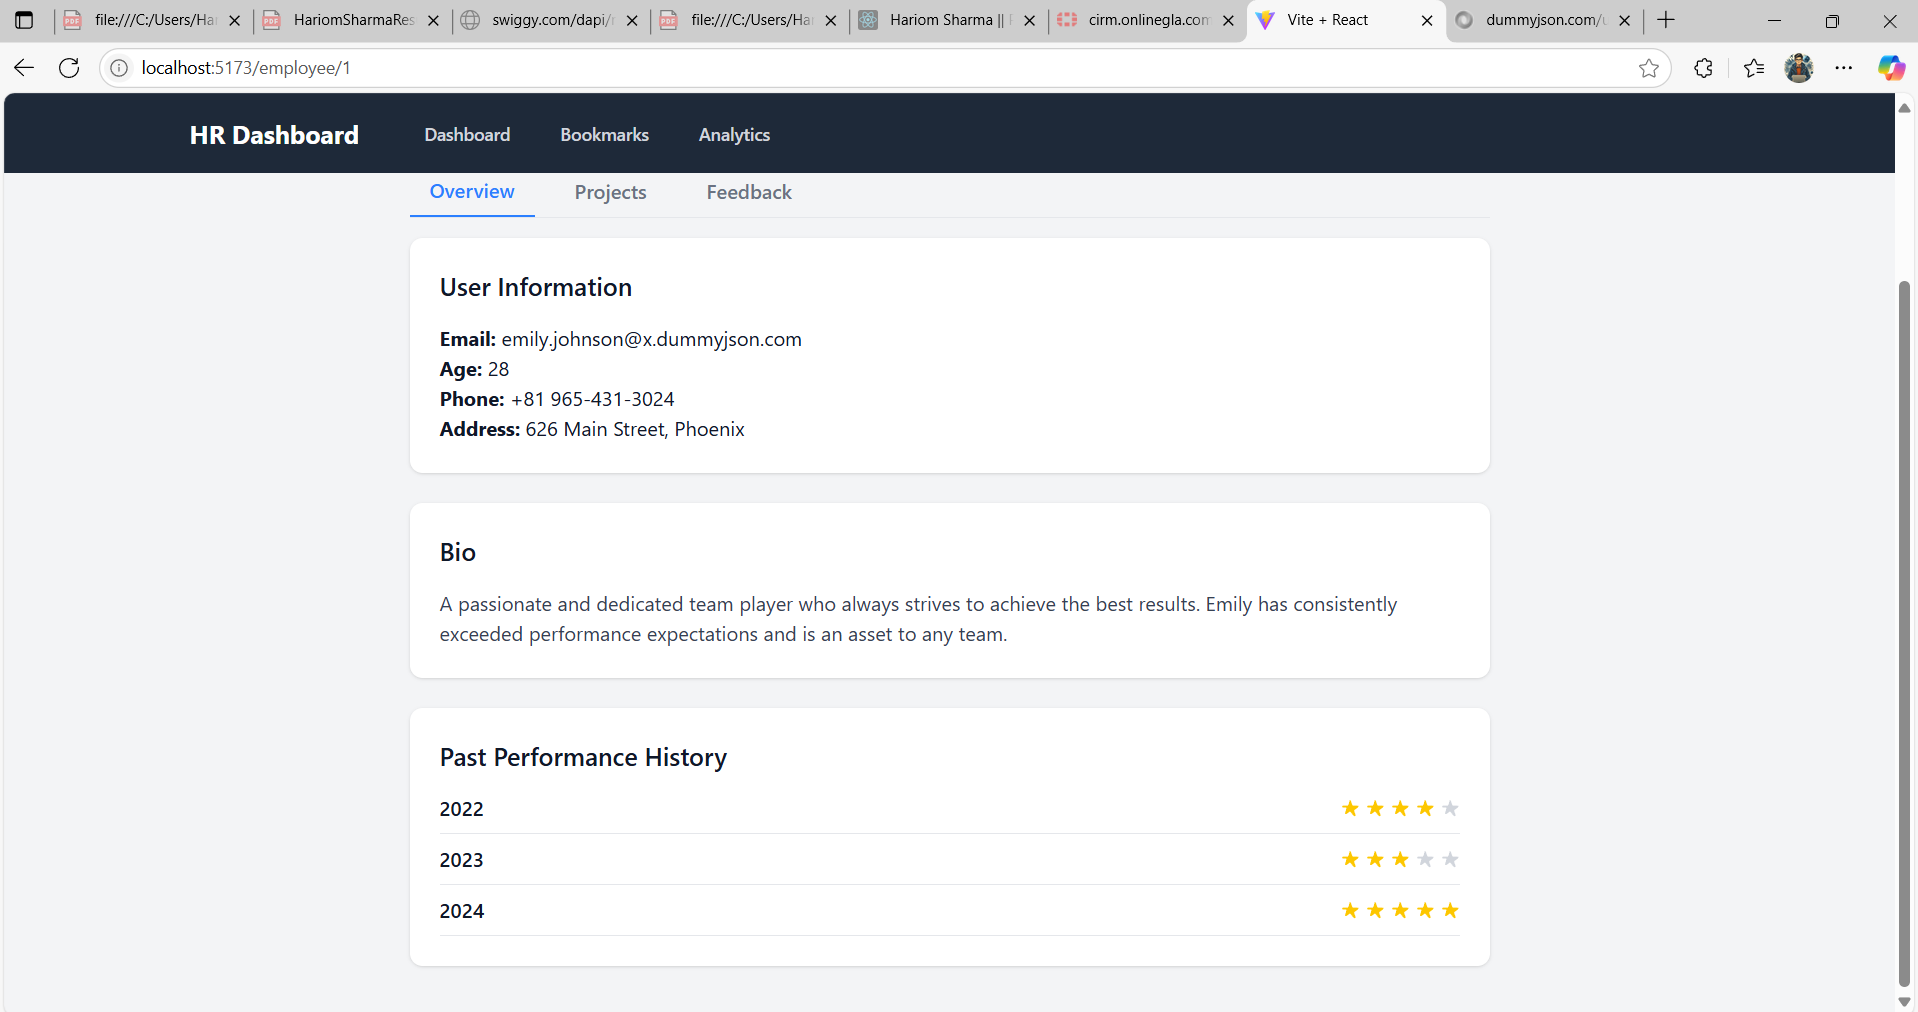 file:///C:/Users/Ha
HariomSharmaRes
swiggy.com/dapi/
file:///C:/Users/Ha
Hariom Sharma ||
cirm.onlinegla.com
Vite + React
dummyjson.com/u
localhost:5173/employee/1
HR Dashboard Dashboard Bookmarks Analytics
Overview Projects Feedback
User Information
Email: emily.johnson@x.dummyjson.com
Age: 28
Phone: +81 965-431-3024
Address: 626 Main Street, Phoenix
Bio
A passionate and dedicated team player who always strives to achieve the best results. Emily has consistently
exceeded performance expectations and is an asset to any team.
Past Performance History
2022
2023
2024